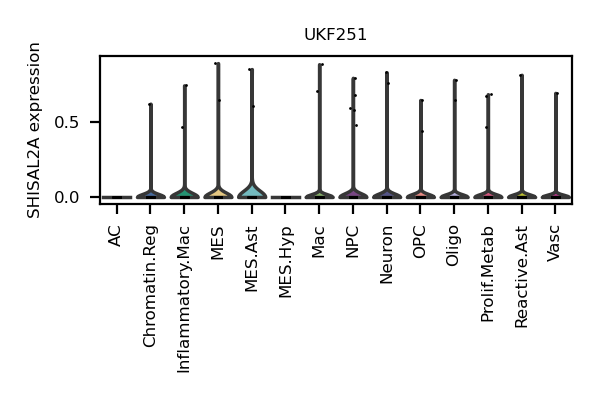 UKF251
SHISAL2A expression
0.5
0.0
AC
Chromatin.Reg
Inflammatory.Mac
MES
MES.Ast
MES.Hyp
Mac
NPC
Neuron
OPC
Oligo
Prolif.Metab
Reactive.Ast
Vasc